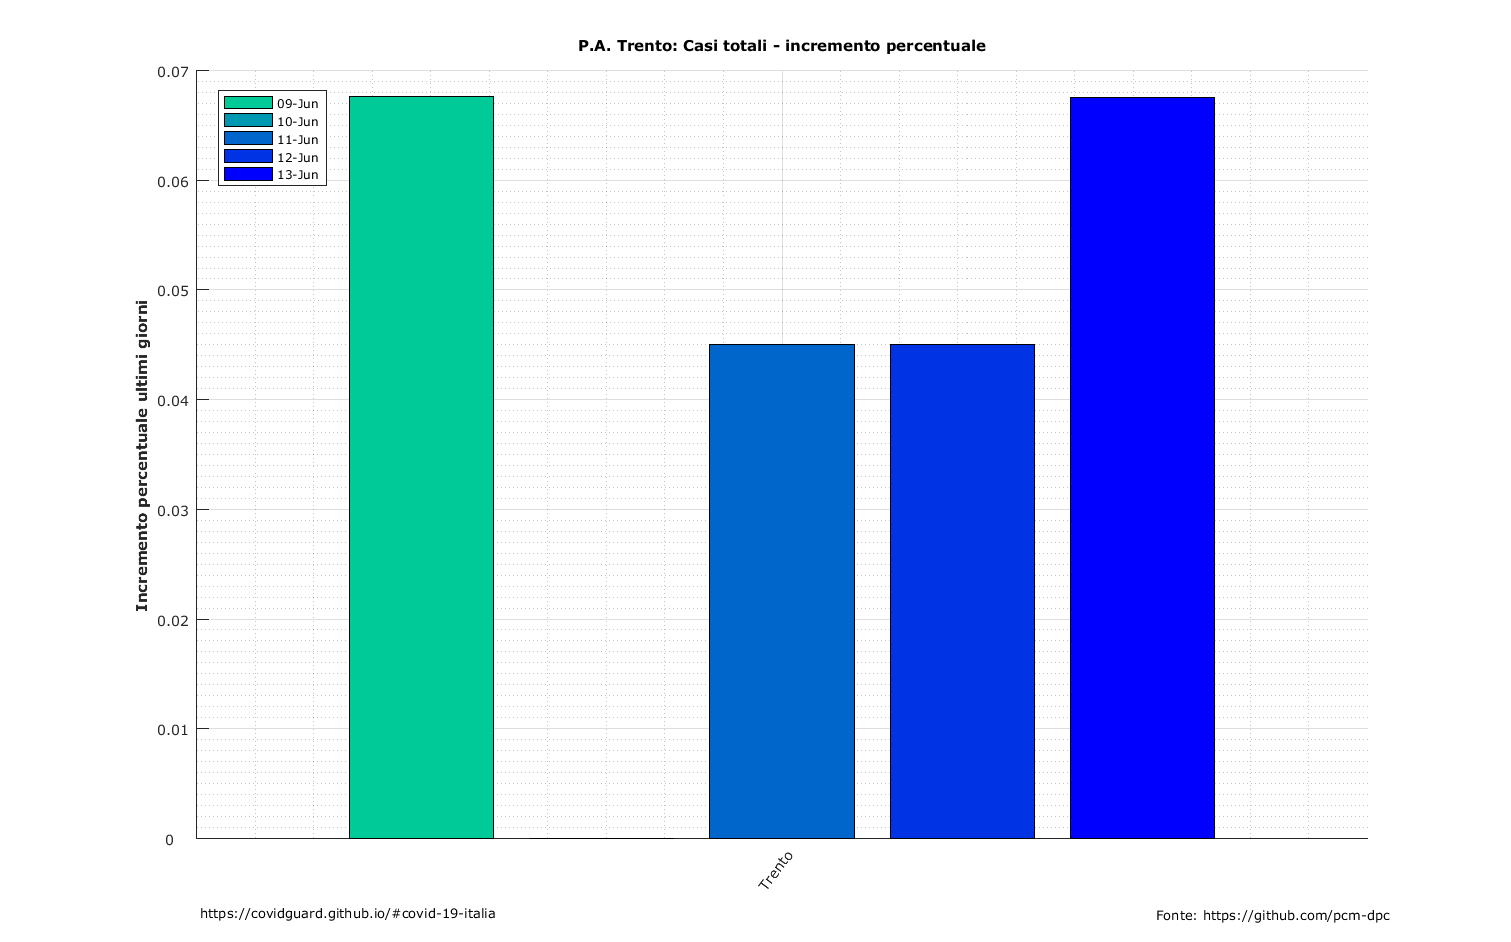 P.A. Trento: Casi totali - incremento percentuale
0.07
0.06
0.05
0.04
0.03
0.02
0.01
0
Incremento percentuale ultimi giorni
09-Jun
10-Jun
11-Jun
12-Jun
13-Jun
Trento
https://covidguard.github.io/#covid-19-italia
Fonte: https://github.com/pcm-dpc